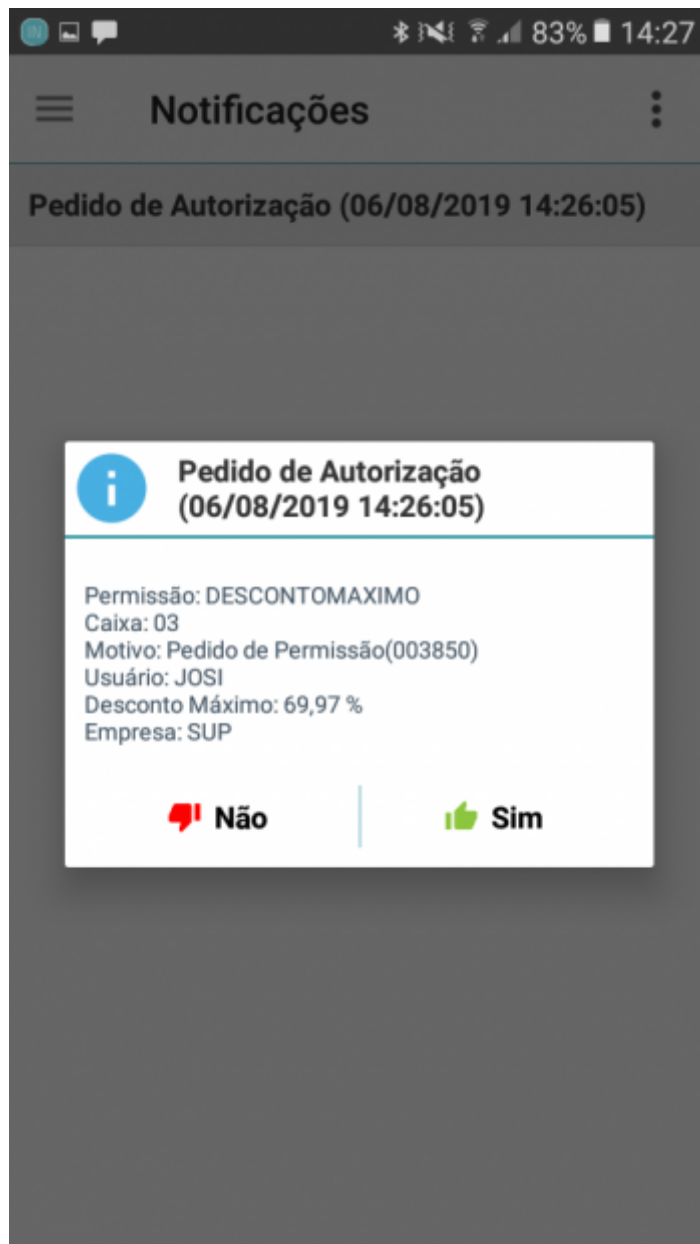 IN 83% 14:27
Notificações
Pedido de Autorização (06/08/2019 14:26:05)
Pedido de Autorização
(06/08/2019 14:26:05)
Permissão: DESCONTOMAXIMO
Caixa: 03
Motivo: Pedido de Permissão(003850)
Usuário: JOSI
Desconto Máximo: 69,97 %
Empresa: SUP
Não Sim